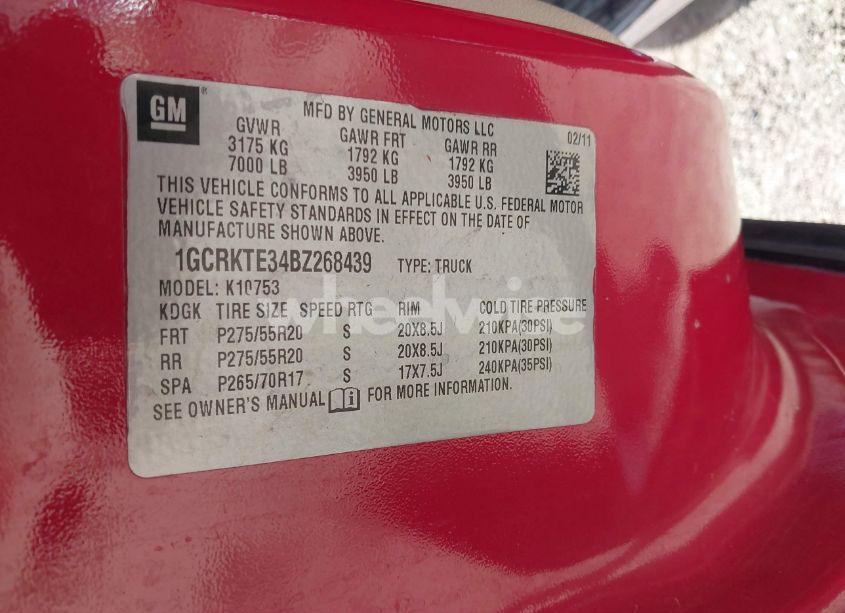 GM ®
MFD BY GENERAL MOTORS LLC
02/11
GVWR GAWR FRT GAWR RR
3175 KG 1792 KG 1792 KG
7000 LB 3950 LB 3950 LB
THIS VEHICLE CONFORMS TO ALL APPLICABLE U.S. FEDERAL MOTOR
VEHICLE SAFETY STANDARDS IN EFFECT ON THE DATE OF
MANUFACTURE SHOWN ABOVE.
1GCRKTE34BZ268439 TYPE: TRUCK
MODEL: K10753
KDGK TIRE SIZE SPEED RTG RIM COLD TIRE PRESSURE
FRT P275/55R20 S 20X8.5J 210KPA(30PSI)
RR P275/55R20 S 20X8.5J 210KPA(30PSI)
SPA P265/70R17 S 17X7.5J 240KPA(35PSI)
SEE OWNER'S MANUAL i FOR MORE INFORMATION.